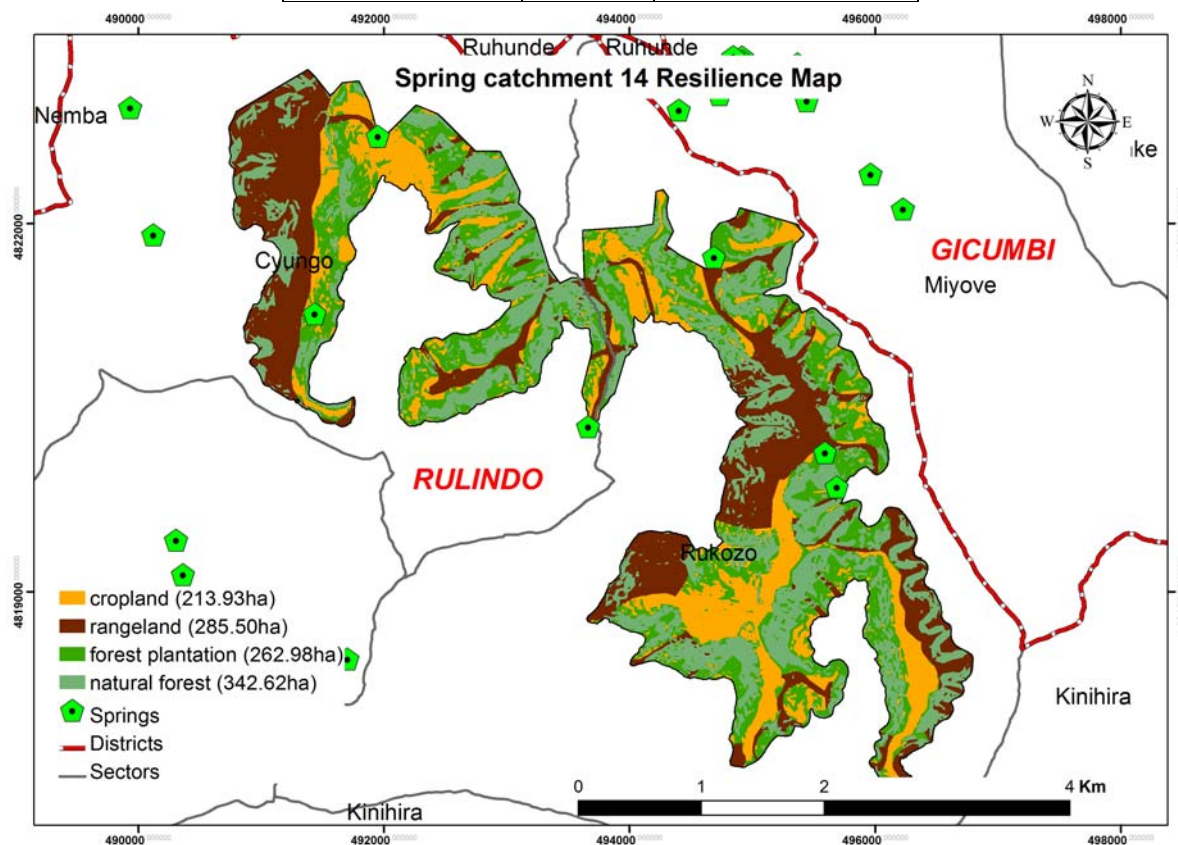 490000 492000 494000 496000 498000
Ruhunde Ruhunde
Spring catchment 14 Resilience Map
Nemba
N
W E
S
ke
4822000
GICUMBI
Cyungo
Miyove
RULINDO
Rukozo
4819000
cropland (213.93ha)
rangeland (285.50ha)
forest plantation (262.98ha)
natural forest (342.62ha)
Springs
Districts
Sectors
Kinihira
0 1 2 4 Km
Kinihira
490000 492000 494000 496000 498000